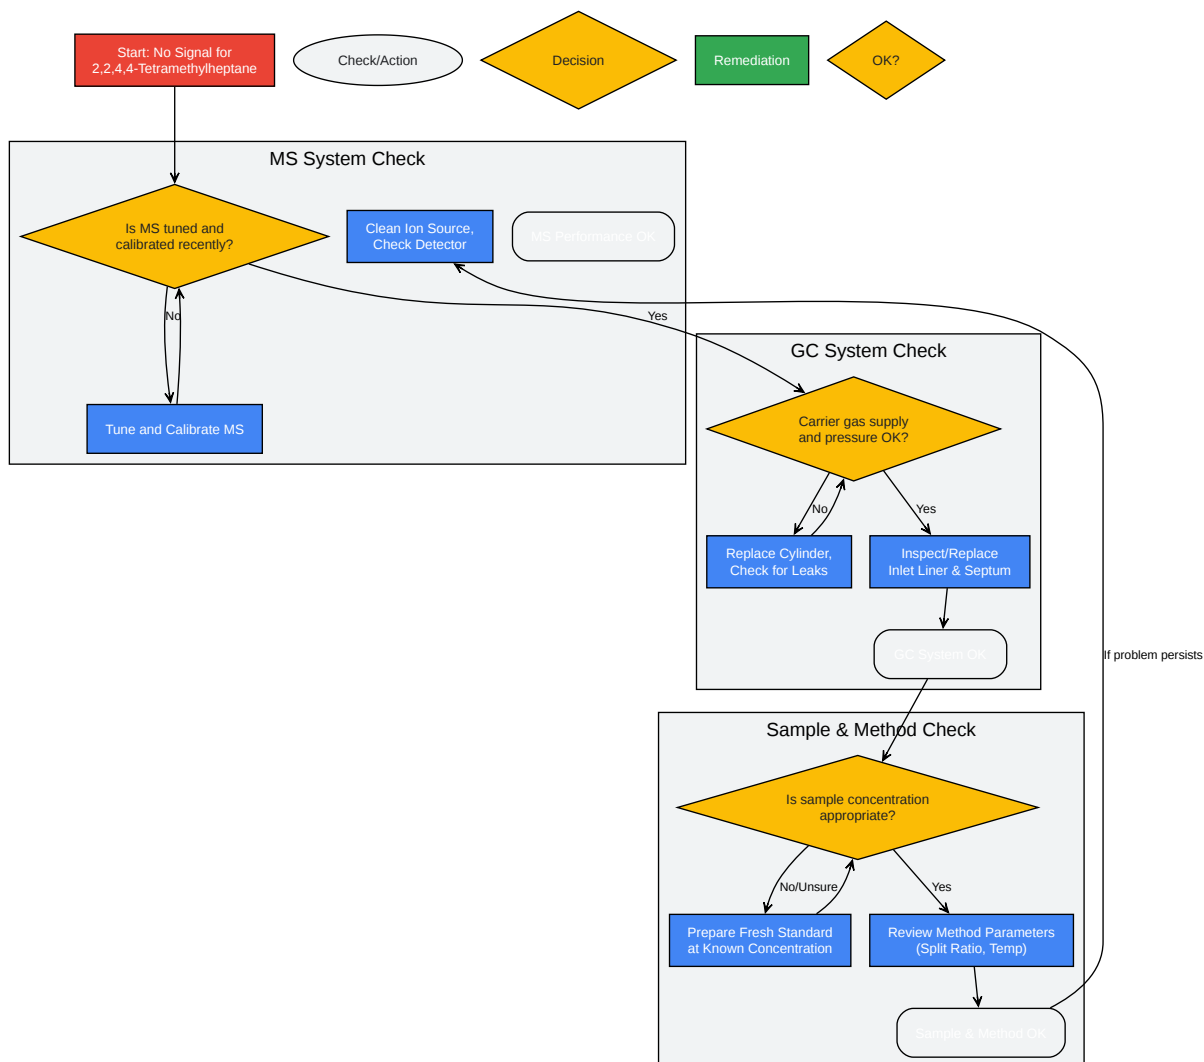 Start: No Signal for
2,2,4,4-Tetramethylheptane
Check/Action
Decision
Remediation
OK?
MS System Check
Is MS tuned and
calibrated recently?
Clean Ion Source,
Check Detector
MS Performance OK
No
Yes
Tune and Calibrate MS
GC System Check
Carrier gas supply
and pressure OK?
No
Yes
Replace Cylinder,
Check for Leaks
Inspect/Replace
Inlet Liner & Septum
GC System OK
If problem persists
Sample & Method Check
Is sample concentration
appropriate?
No/Unsure
Yes
Prepare Fresh Standard
at Known Concentration
Review Method Parameters
(Split Ratio, Temp)
Sample & Method OK